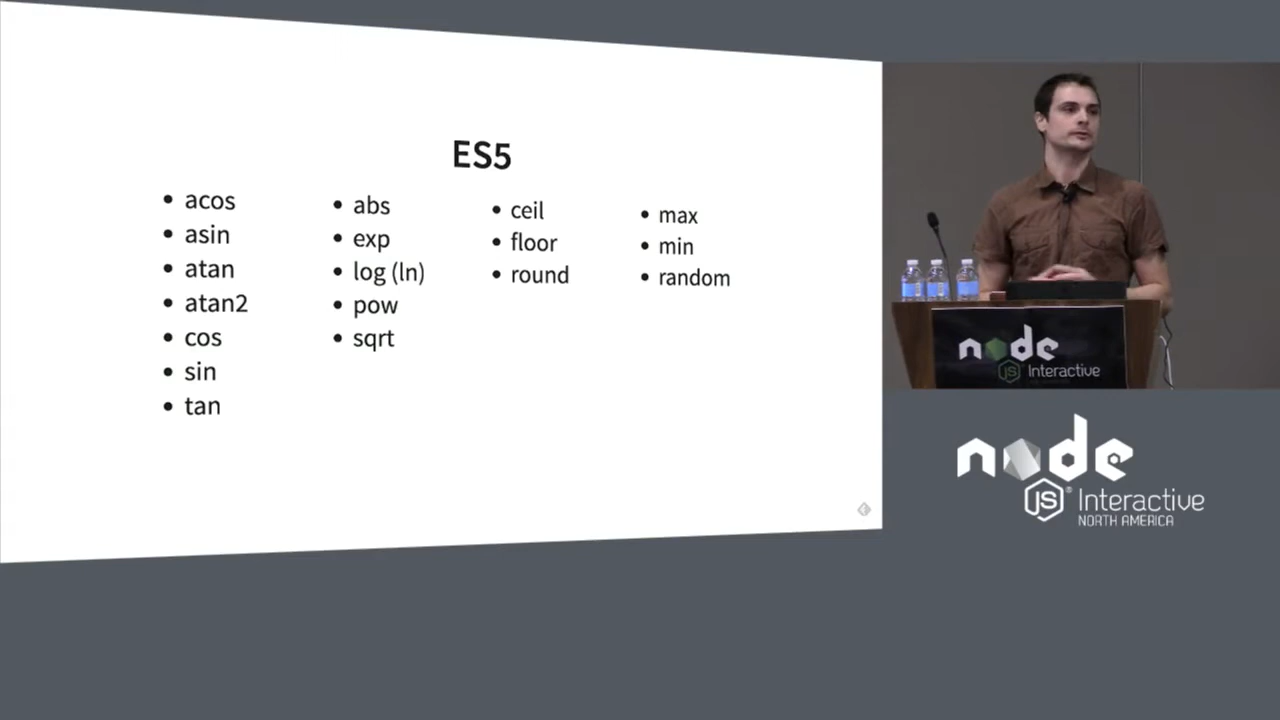 ES5
acos
asin
atan
atan2
cos
sin
tan
abs
exp
log (ln)
pow
sqrt
ceil
floor
round
max
min
random
node
JS Interactive
node
JS® Interactive
NORTH AMERICA